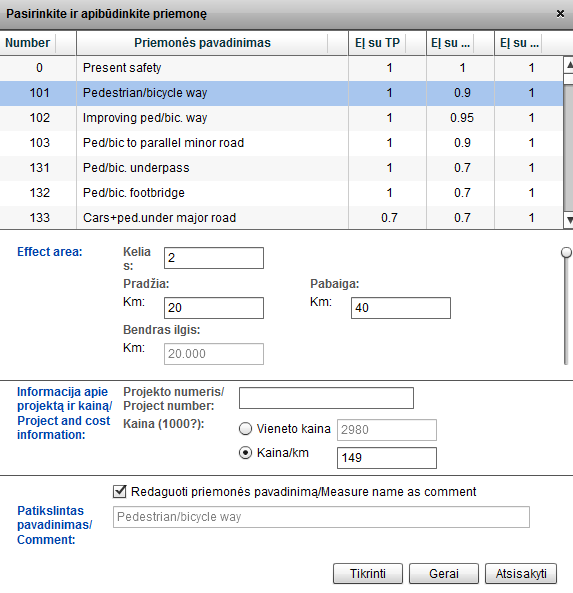 Pasirinkite ir apibūdinkite priemonę ×
Number Priemonės pavadinimas EĮ su TP EĮ su ... EĮ su ...
0 Present safety 1 1 1
101 Pedestrian/bicycle way 1 0.9 1
102 Improving ped/bic. way 1 0.95 1
103 Ped/bic to parallel minor road 1 0.9 1
131 Ped/bic. underpass 1 0.7 1
132 Ped/bic. footbridge 1 0.7 1
133 Cars+ped.under major road 0.7 0.7 1
Effect area: Kelia 2
s:
Pradžia: Pabaiga:
Km: 20 Km: 40
Bendras ilgis:
Km: 20.000
Informacija apie Projekto numeris/
projektą ir kainą/ Project number:
Project and cost Kaina (1000?): Vieneto kaina 2980
information: Kaina/km 149
Redaguoti priemonės pavadinimą/Measure name as comment
Patikslintas Pedestrian/bicycle way
pavadinimas/
Comment:
Tikrinti Gerai Atsisakyti